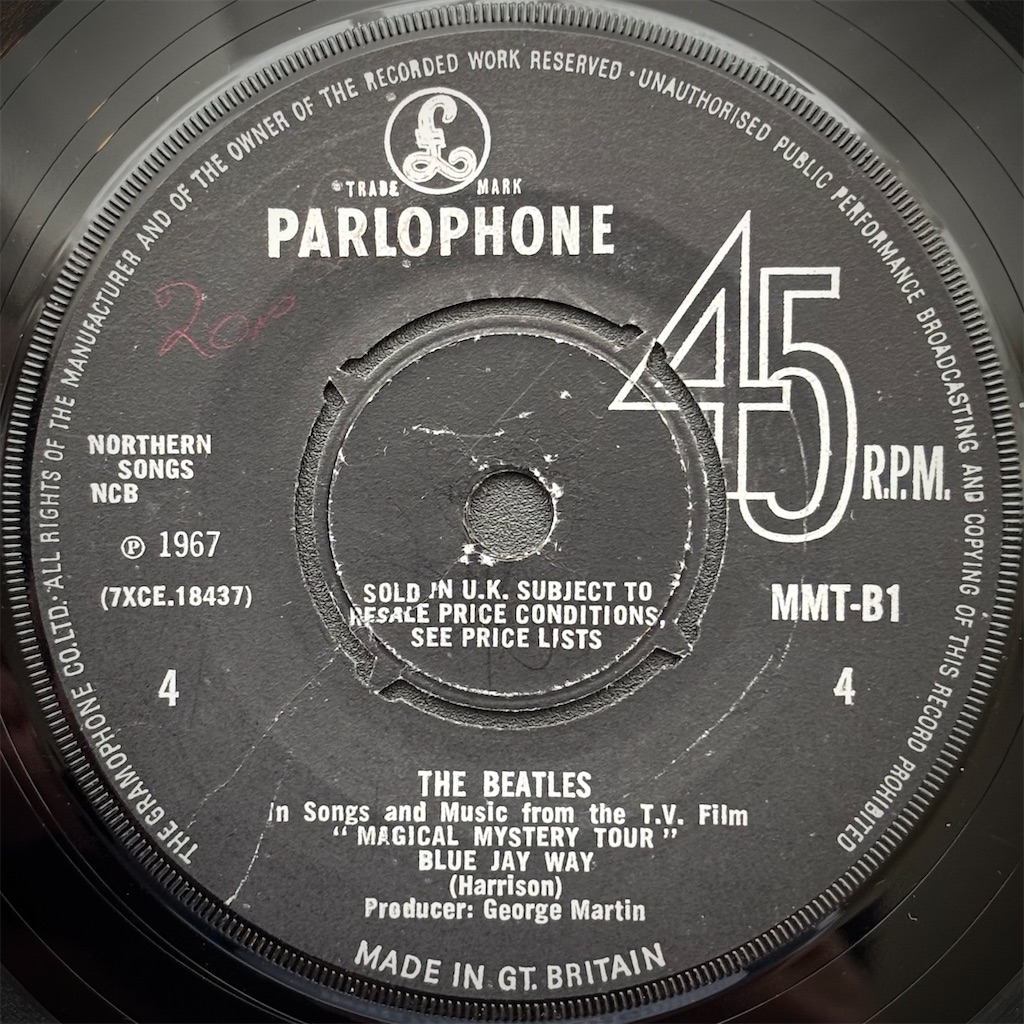 THE GRAMOPHONE CO. LTD. · ALL RIGHTS OF THE MANUFACTURER AND OF THE OWNER OF THE RECORDED WORK RESERVED · UNAUTHORISED PUBLIC PERFORMANCE BROADCASTING AND COPYING OF THIS RECORD PROHIBITED
£
TRADE MARK
PARLOPHONE
45 R.P.M.
NORTHERN
SONGS
NCB
℗ 1967
(7XCE.18437)
4
SOLD IN U.K. SUBJECT TO
RESALE PRICE CONDITIONS,
SEE PRICE LISTS
MMT-B1
4
THE BEATLES
In Songs and Music from the T.V. Film
“ MAGICAL MYSTERY TOUR ”
BLUE JAY WAY
(Harrison)
Producer: George Martin
MADE IN GT. BRITAIN